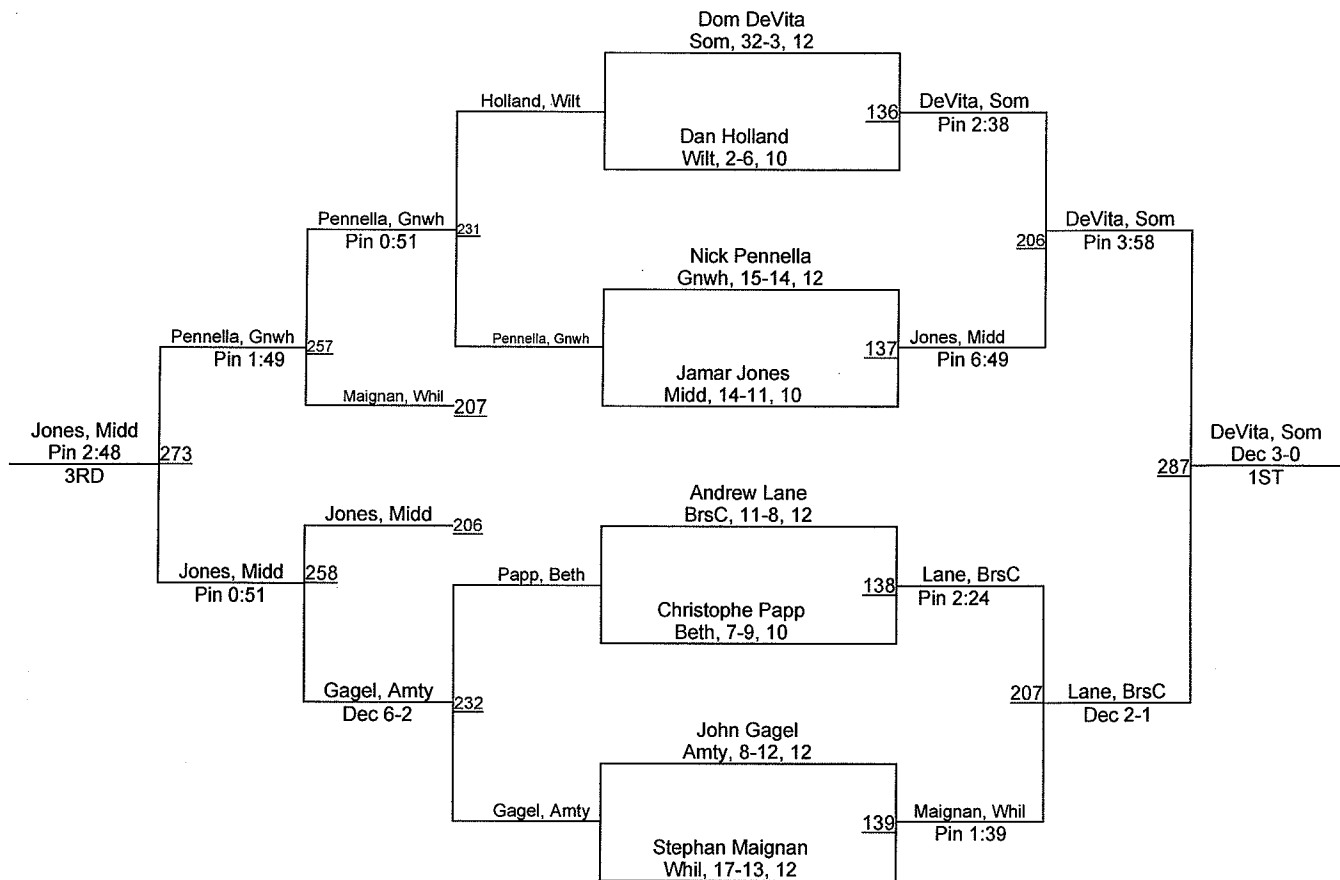 Dom DeVita
Som, 32-3, 12
Holland, Wilt
136
DeVita, Som
Pin 2:38
Dan Holland
Wilt, 2-6, 10
Pennella, Gnwh
Pin 0:51
231
206
DeVita, Som
Pin 3:58
Nick Pennella
Gnwh, 15-14, 12
Pennella, Gnwh
Pin 1:49
257
Pennella, Gnwh
137
Jones, Midd
Pin 6:49
Jamar Jones
Midd, 14-11, 10
Maignan, Whil
207
Jones, Midd
Pin 2:48
3RD
273
287
DeVita, Som
Dec 3-0
1ST
Andrew Lane
BrsC, 11-8, 12
Jones, Midd
206
Jones, Midd
Pin 0:51
258
Papp, Beth
138
Lane, BrsC
Pin 2:24
Christophe Papp
Beth, 7-9, 10
Gagel, Amty
Dec 6-2
232
207
Lane, BrsC
Dec 2-1
John Gagel
Amty, 8-12, 12
Gagel, Amty
139
Maignan, Whil
Pin 1:39
Stephan Maignan
Whil, 17-13, 12